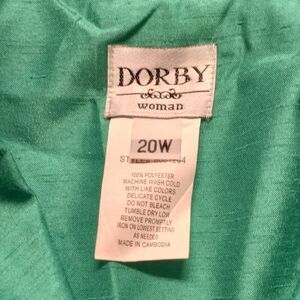 DORBY
woman
20W
100% POLYESTER
MACHINE WASH COLD
WITH LIKE COLORS
DELICATE CYCLE
DO NOT BLEACH
TUMBLE DRY LOW
REMOVE PROMPTLY
IRON ON LOWEST SETTING
AS NEEDED
MADE IN CAMBODIA